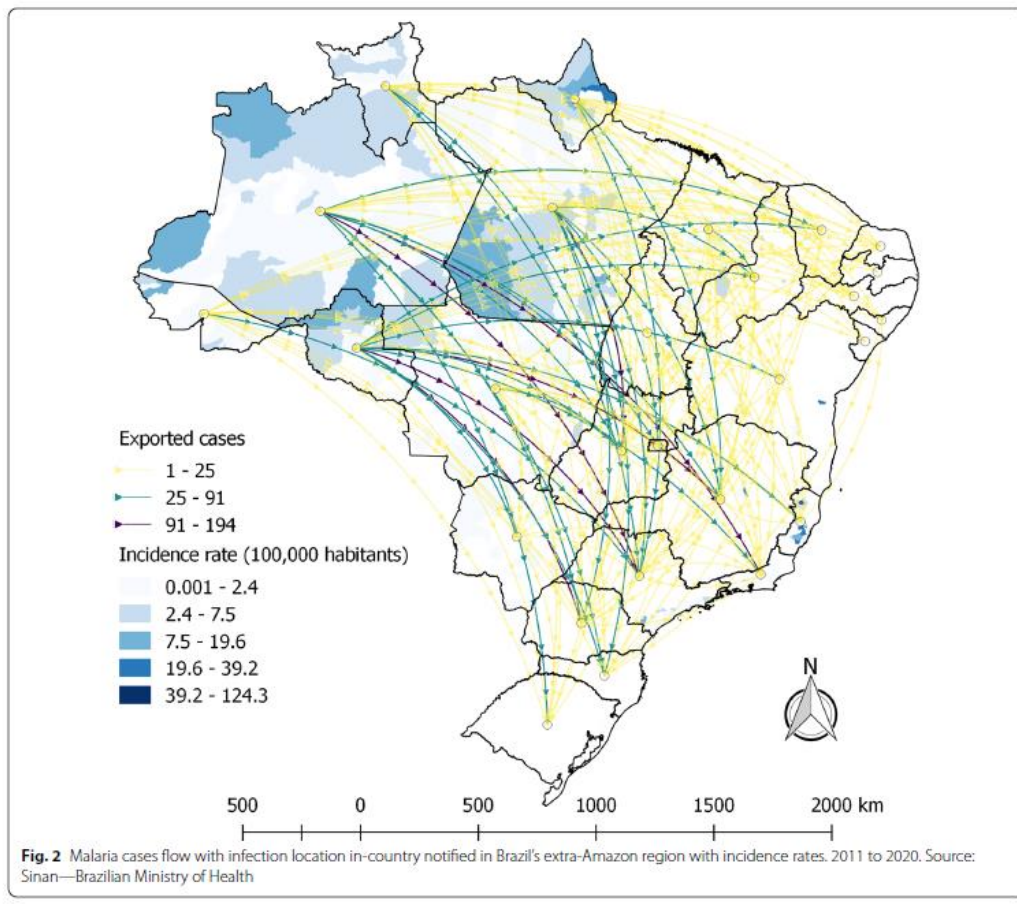 Exported cases
1 - 25
25 - 91
91 - 194
Incidence rate (100,000 habitants)
0.001 - 2.4
2.4 - 7.5
7.5 - 19.6
19.6 - 39.2
39.2 - 124.3
N
500 0 500 1000 1500 2000 km
Fig. 2 Malaria cases flow with infection location in-country notified in Brazil's extra-Amazon region with incidence rates. 2011 to 2020. Source:
Sinan—Brazilian Ministry of Health